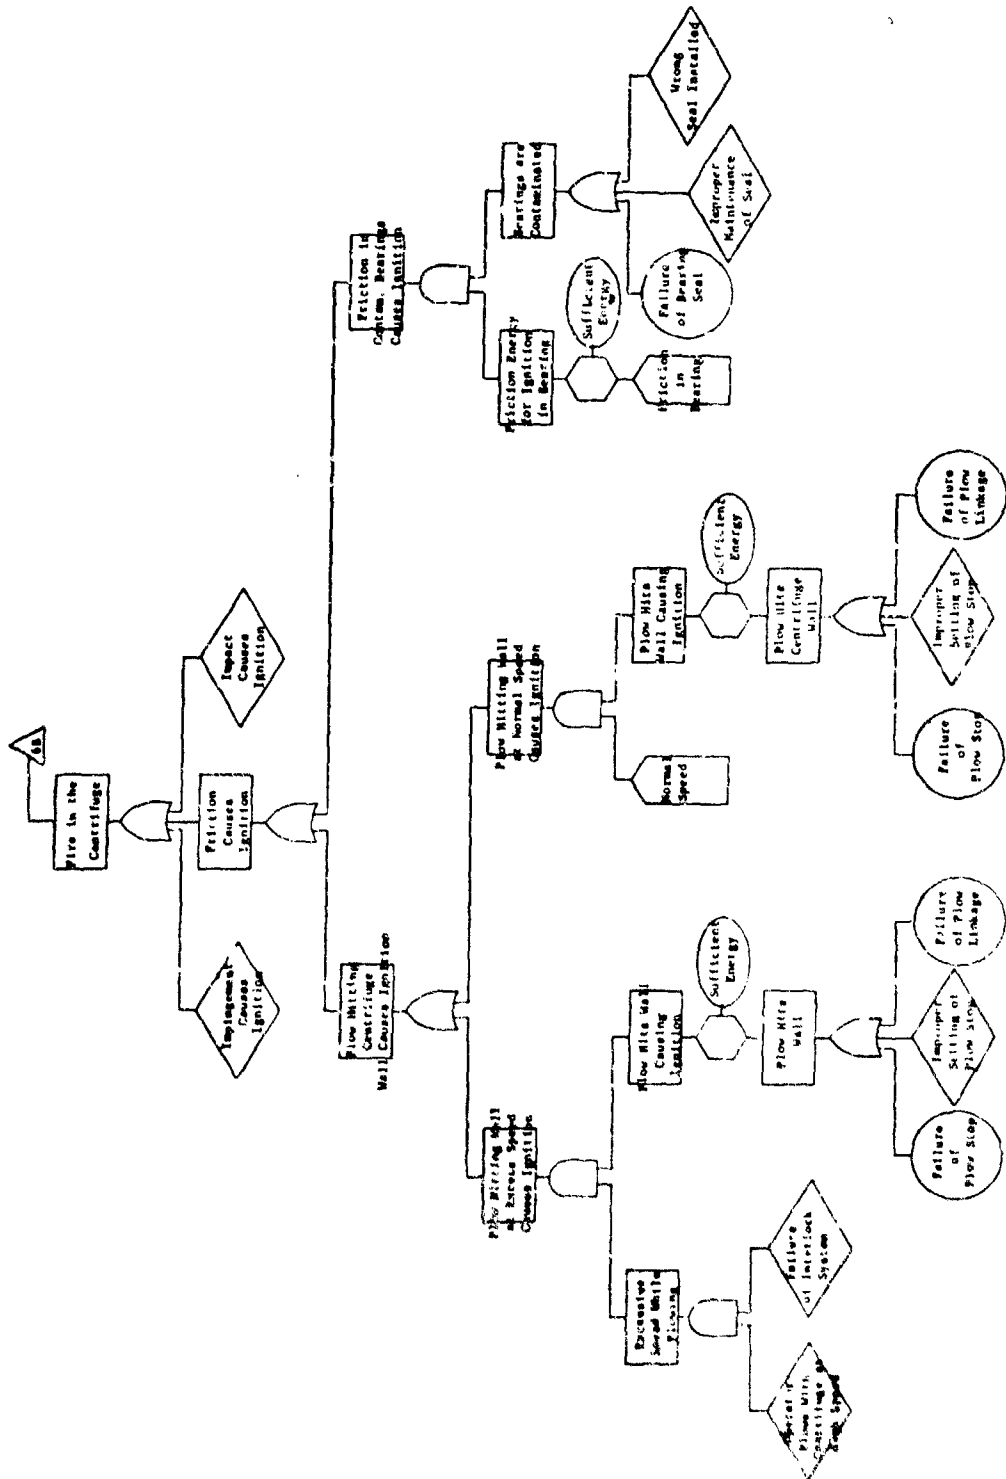 Fire in the
Centrifuge
Impingement
Causes
Ignition
Friction
Causes
Ignition
Impact
Causes
Ignition
Plow Hitting
Centrifuge
Wall Causes Ignition
Friction in
Contam. Bearings
Causes Ignition
Plow Hitting Wall
at Excess Speed
Causes Ignition
Plow Hitting Wall
at Normal Speed
Causes Ignition
Friction Energy
for Ignition
in Bearing
Bearings are
Contaminated
Excessive
Speed While
Plowing
Plow Hits Wall
Causing
Ignition
Normal
Speed
Plow Hits
Wall Causing
Ignition
Sufficient
Energy
Sufficient
Energy
Sufficient
Energy
Friction
in
Bearing
Failure
of Bearing
Seal
Improper
Maintenance
of Seal
Wrong
Seal Installed
Plows With
Centrifuge
Speed
Failure
of Interlock
System
Plow Hits
Wall
Plow Hits
Centrifuge
Wall
Failure
of
Plow Stop
Improper
Setting of
Plow Stop
Failure
of Plow
Linkage
Failure
of
Plow Stop
Improper
Setting of
Plow Stop
Failure
of Plow
Linkage